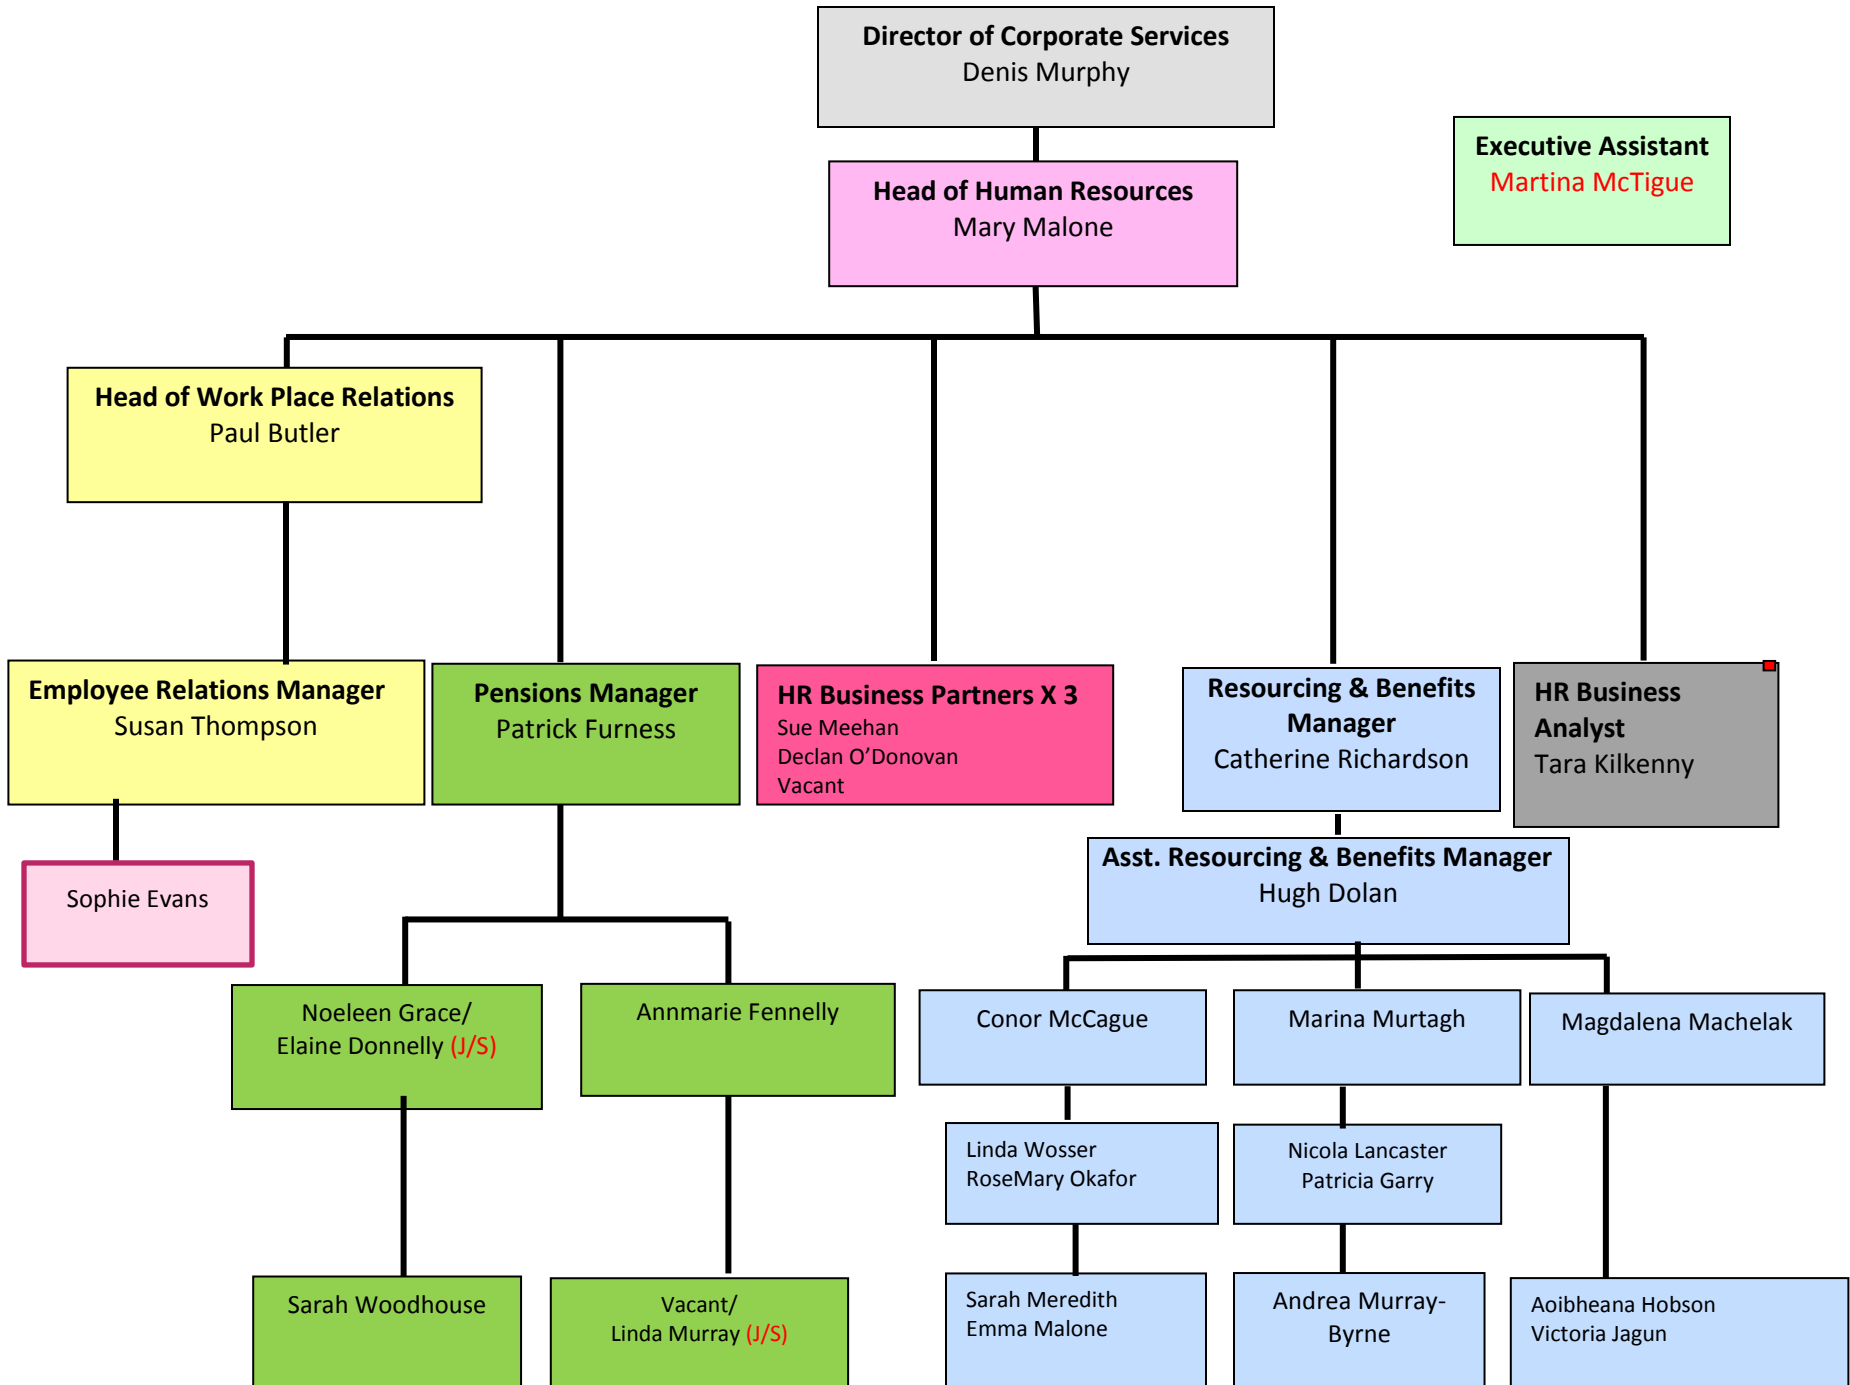 Director of Corporate Services
Denis Murphy
Executive Assistant
Martina McTigue
Head of Human Resources
Mary Malone
Head of Work Place Relations
Paul Butler
Employee Relations Manager
Susan Thompson
Pensions Manager
Patrick Furness
HR Business Partners X 3
Sue Meehan
Declan O’Donovan
Vacant
Resourcing & Benefits
Manager
Catherine Richardson
HR Business
Analyst
Tara Kilkenny
Asst. Resourcing & Benefits Manager
Hugh Dolan
Sophie Evans
Noeleen Grace/
Elaine Donnelly (J/S)
Annmarie Fennelly
Conor McCague
Marina Murtagh
Magdalena Machelak
Linda Wosser
RoseMary Okafor
Nicola Lancaster
Patricia Garry
Sarah Woodhouse
Vacant/
Linda Murray (J/S)
Sarah Meredith
Emma Malone
Andrea Murray-
Byrne
Aoibheana Hobson
Victoria Jagun